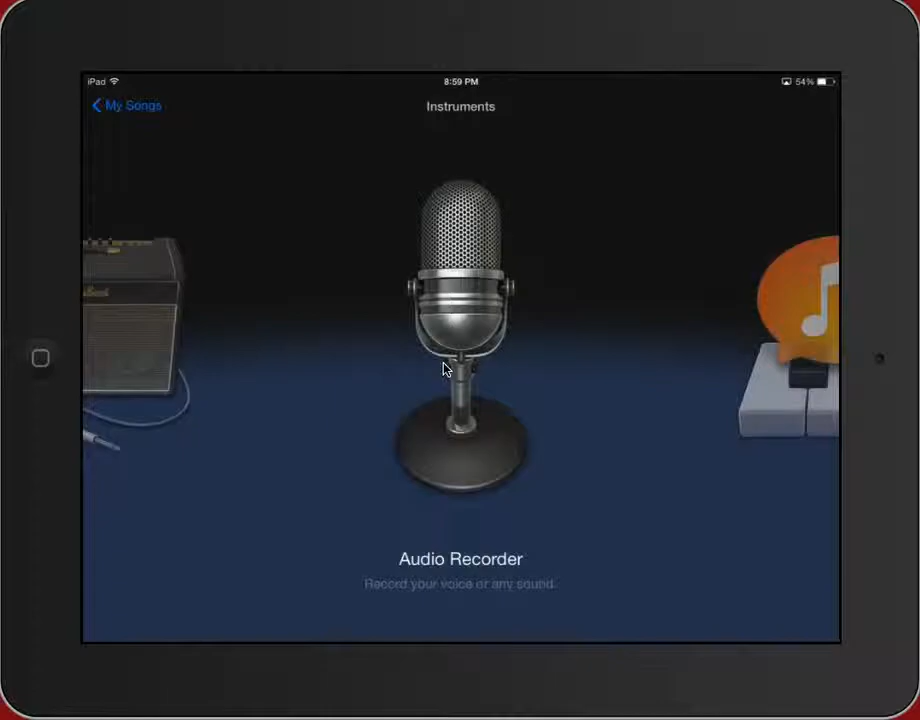 iPad
8:59 PM
54%
My Songs
Instruments
Audio Recorder
Record your voice or any sound.